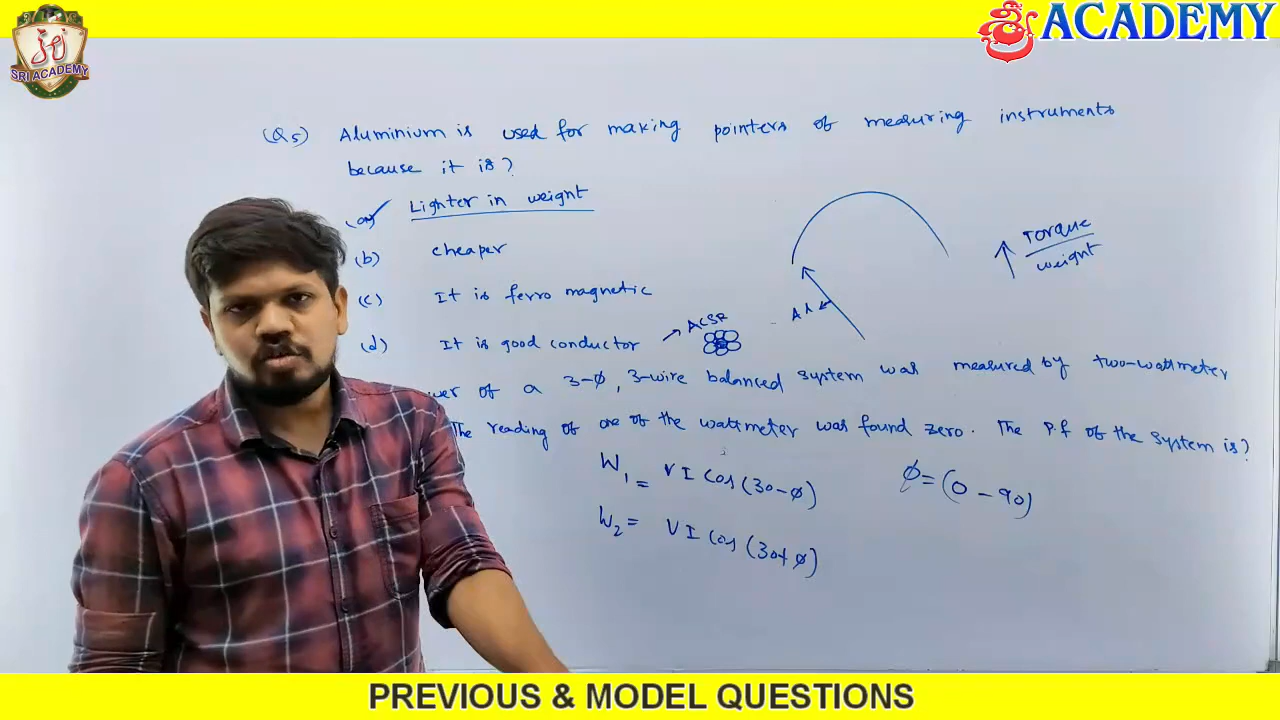 SRI ACADEMY
ACADEMY
(Q5) Aluminium is used for making pointers of measuring instruments
because it is?
(a) Lighter in weight
(b) cheaper
(c) It is ferro magnetic
(d) It is good conductor
ACSR
Al
Torque
weight
of a 3-Φ, 3-wire balanced system was measured by two-wattmeter
The reading of one of the wattmeter was found zero. The P.f of the system is?
W1 = VI cos (30-Φ)
Φ = (0 - 90)
W2 = VI cos (30+Φ)
PREVIOUS & MODEL QUESTIONS